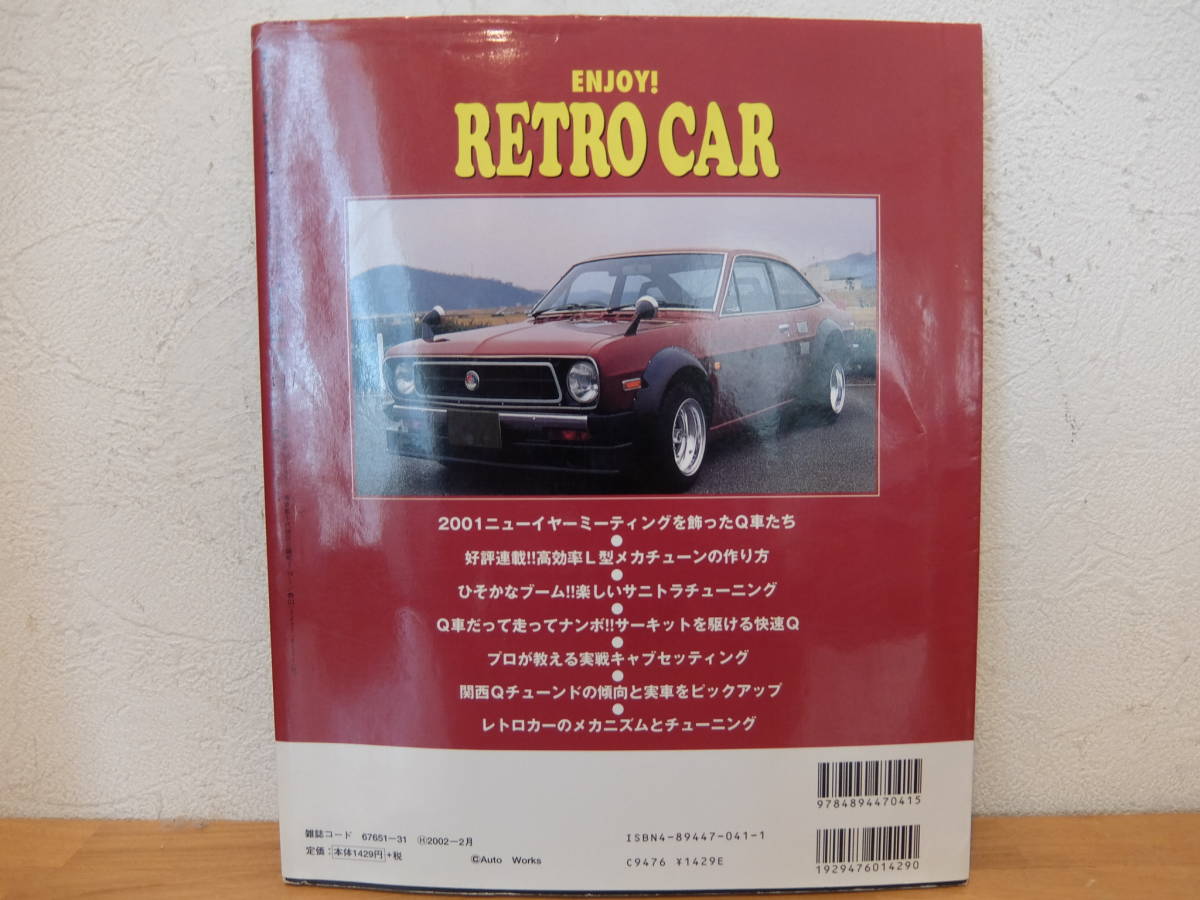 ENJOY!
RETRO CAR
2001ニューイヤーミーティングを飾ったQ車たち
好評連載!!高効率L型メカチューンの作り方
ひそかなブーム!!楽しいサニトラチューニング
Q車だって走ってナンボ!!サーキットを駆ける快速Q
プロが教える実戦キャブセッティング
関西Qチューンドの傾向と実車をピックアップ
レトロカーのメカニズムとチューニング
9784894470415
雑誌コード 67651-31 Ⓗ2002-2月
定価:本体1429円+税
©Auto Works
ISBN4-89447-041-1
C9476 ¥1429E
1929476014290